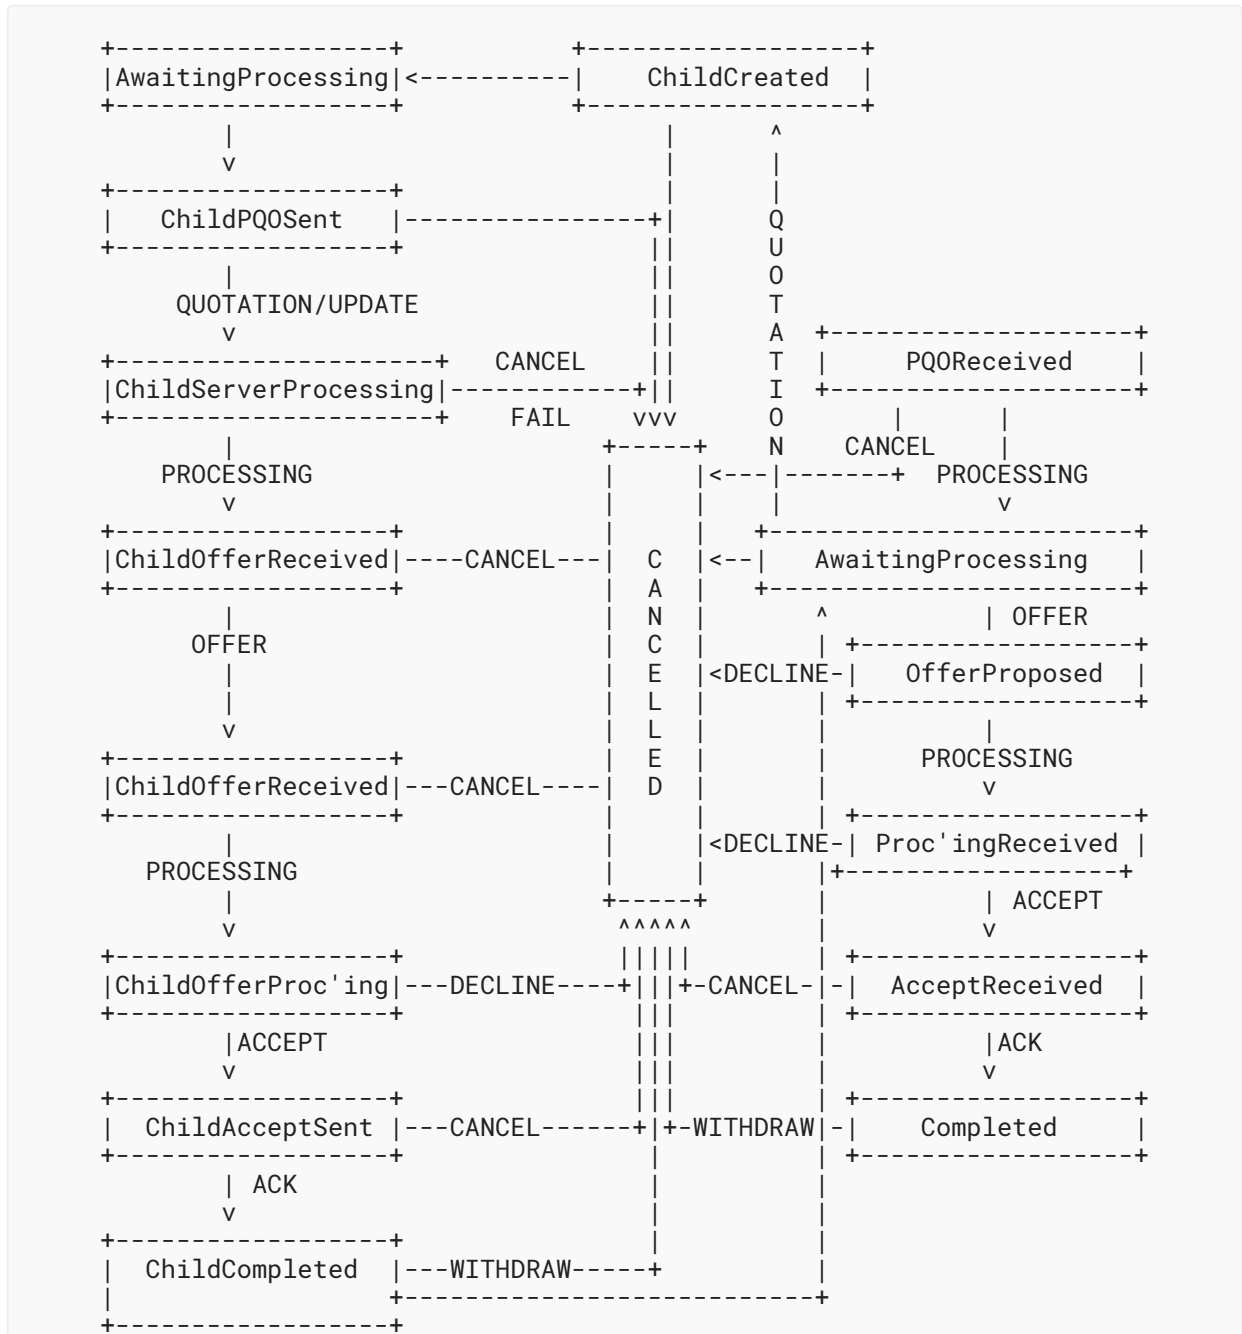 AwaitingProcessing ChildCreated
ChildPQOSent
QUOTATION
QUOTATION/UPDATE
CANCEL PQOReceived
ChildServerProcessing
FAIL
CANCEL
PROCESSING PROCESSING
ChildOfferReceived CANCEL CANCELLED AwaitingProcessing
OFFER
OFFER
DECLINE OfferProposed
PROCESSING
ChildOfferReceived CANCEL
DECLINE Proc'ingReceived
PROCESSING
ACCEPT
ChildOfferProc'ing DECLINE CANCEL AcceptReceived
ACCEPT ACK
ChildAcceptSent CANCEL WITHDRAW Completed
ACK
ChildCompleted WITHDRAW